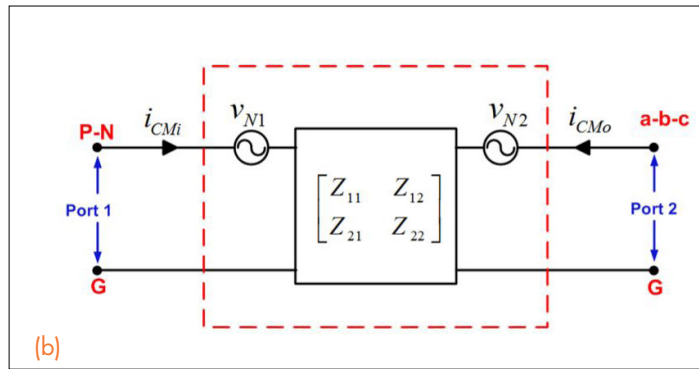 P-N
i_CMi
v_N1
v_N2
i_CMo
a-b-c
Port 1
Z_11 Z_12
Z_21 Z_22
Port 2
G
G
(b)